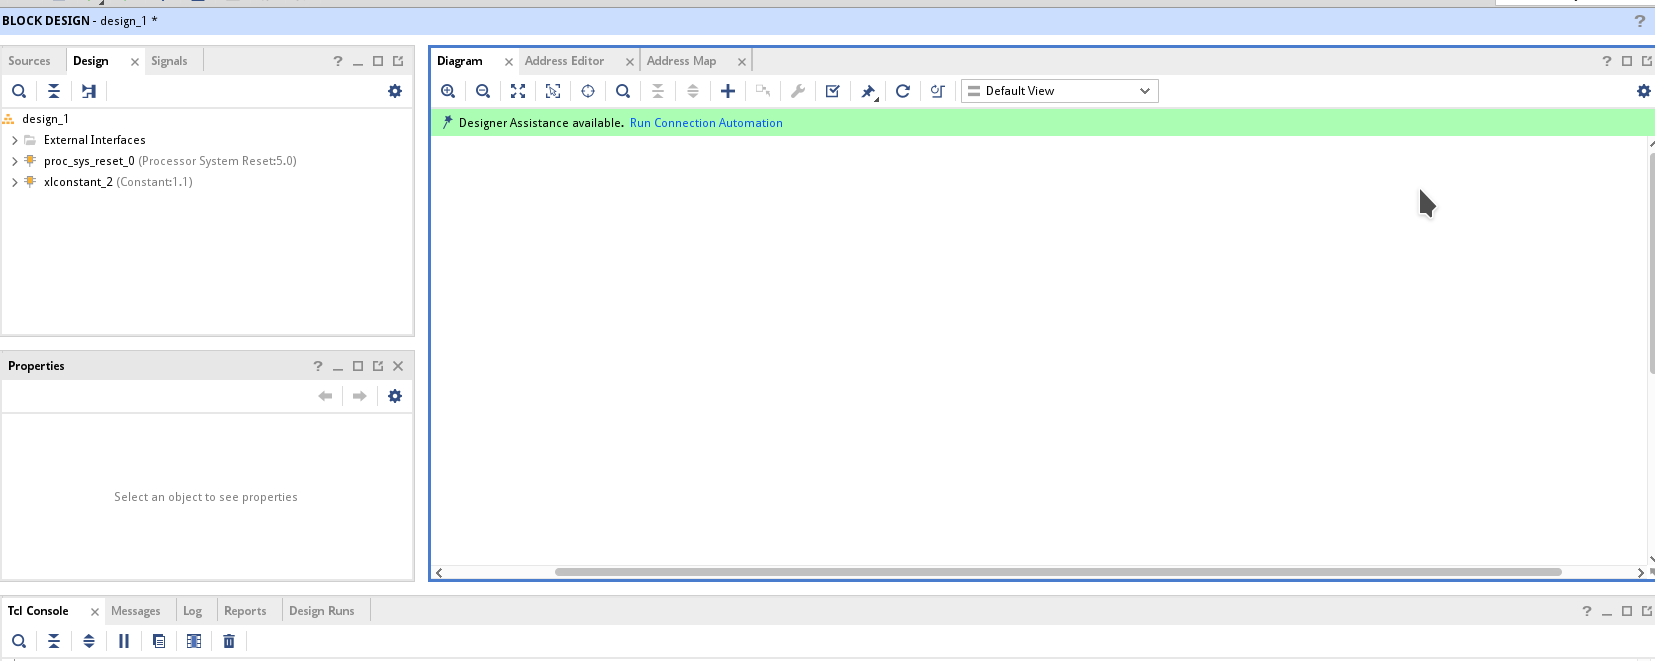 BLOCK DESIGN - design_1 *
?
Sources Design Signals ?
Diagram Address Editor Address Map ?
Default View
Designer Assistance available. Run Connection Automation
design_1
External Interfaces
proc_sys_reset_0 (Processor System Reset:5.0)
xlconstant_2 (Constant:1.1)
Properties ?
Select an object to see properties
Tcl Console Messages Log Reports Design Runs ?